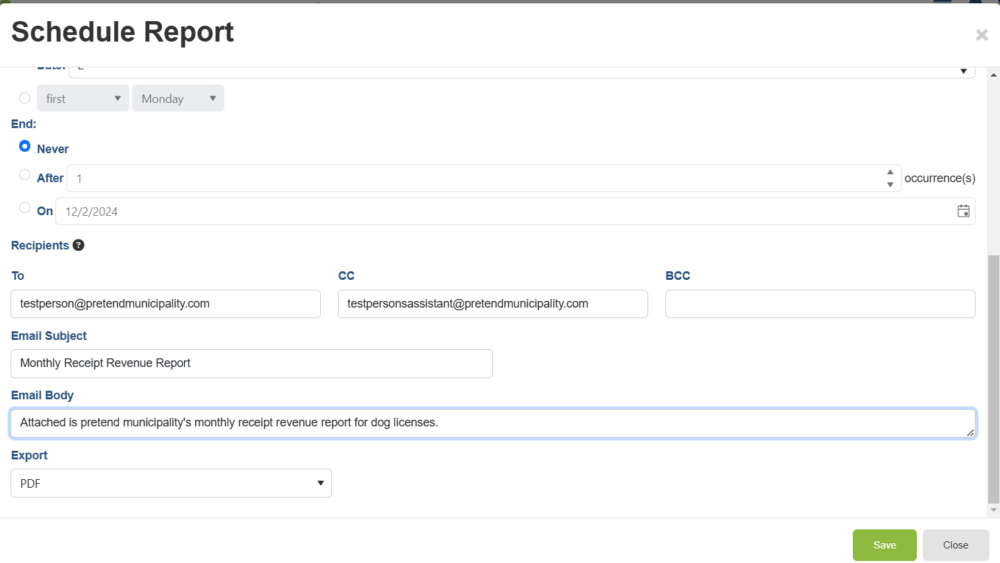 Schedule Report
first Monday
End:
Never
After 1 occurrence(s)
On 12/2/2024
Recipients ?
To CC BCC
testperson@pretendmunicipality.com testpersonsassistant@pretendmunicipality.com
Email Subject
Monthly Receipt Revenue Report
Email Body
Attached is pretend municipality's monthly receipt revenue report for dog licenses.
Export
PDF
Save Close